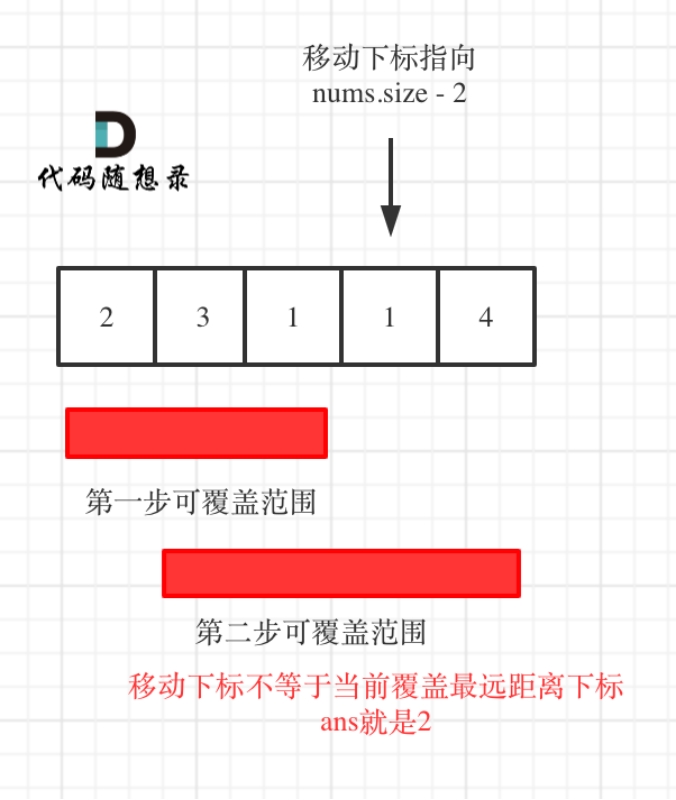 移动下标指向
nums.size - 2
代码随想录
2 3 1 1 4
第一步可覆盖范围
第二步可覆盖范围
移动下标不等于当前覆盖最远距离下标
ans就是2